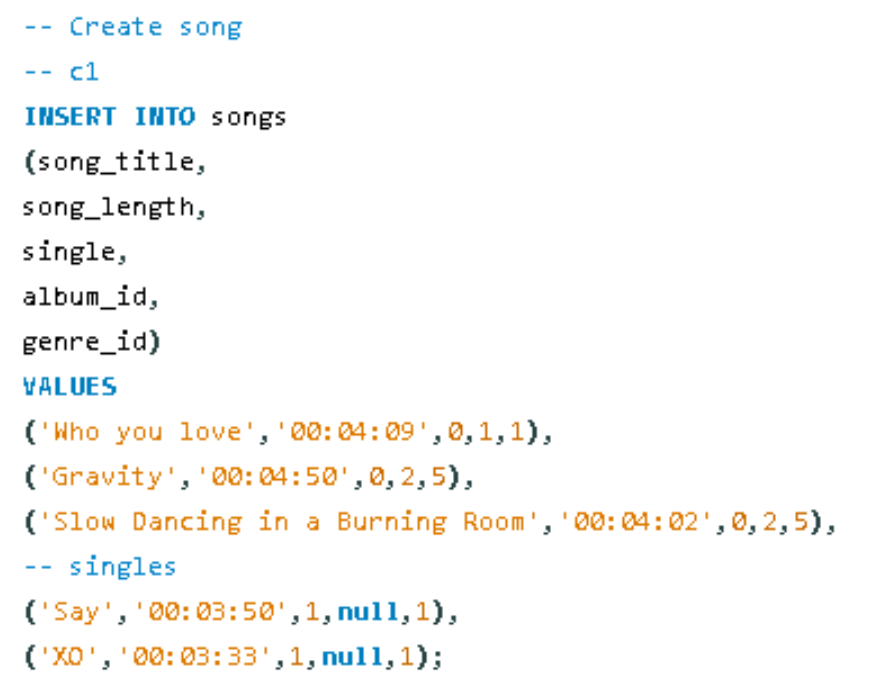 -- Create song
-- c1
INSERT INTO songs
(song_title,
song_length,
single,
album_id,
genre_id)
VALUES
('Who you love','00:04:09',0,1,1),
('Gravity','00:04:50',0,2,5),
('Slow Dancing in a Burning Room','00:04:02',0,2,5),
-- singles
('Say','00:03:50',1,null,1),
('XO','00:03:33',1,null,1);